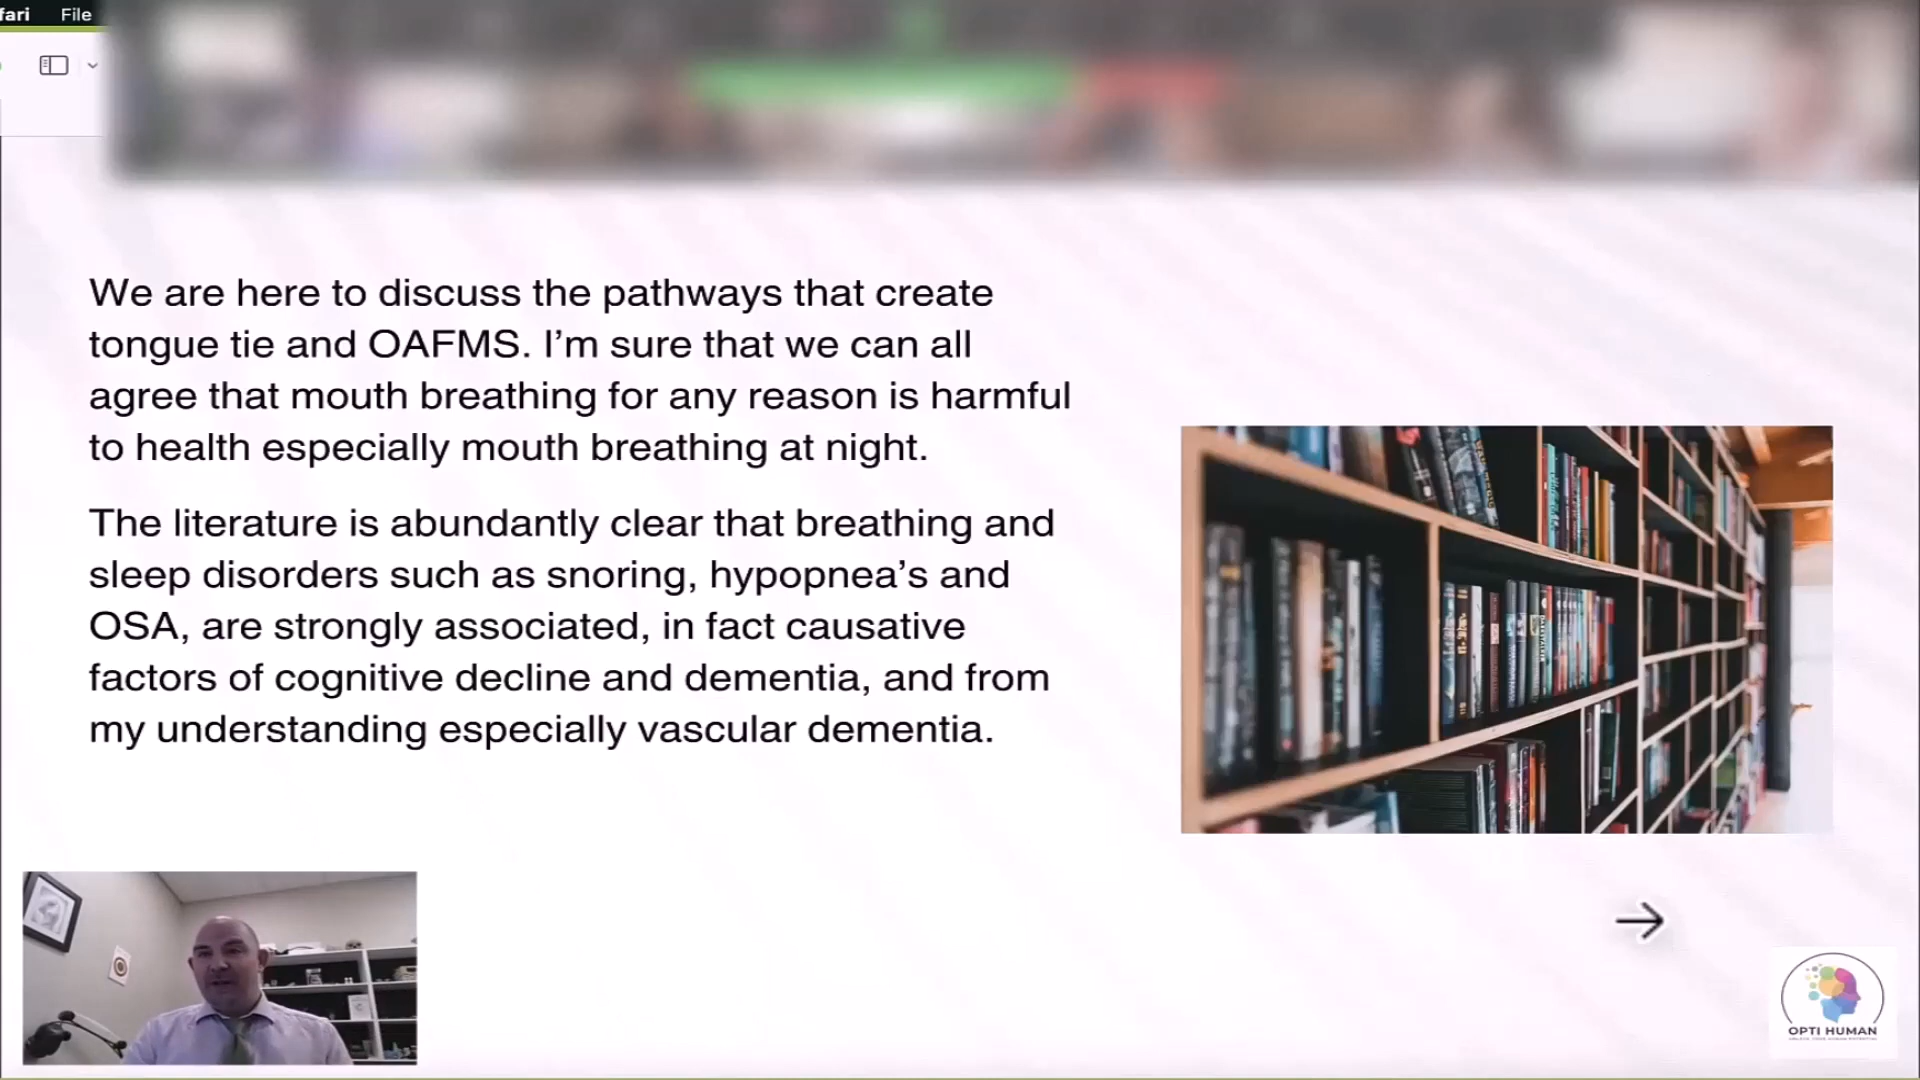 fari File
We are here to discuss the pathways that create
tongue tie and OAFMS. I’m sure that we can all
agree that mouth breathing for any reason is harmful
to health especially mouth breathing at night.
The literature is abundantly clear that breathing and
sleep disorders such as snoring, hypopnea’s and
OSA, are strongly associated, in fact causative
factors of cognitive decline and dementia, and from
my understanding especially vascular dementia.
OPTI HUMAN